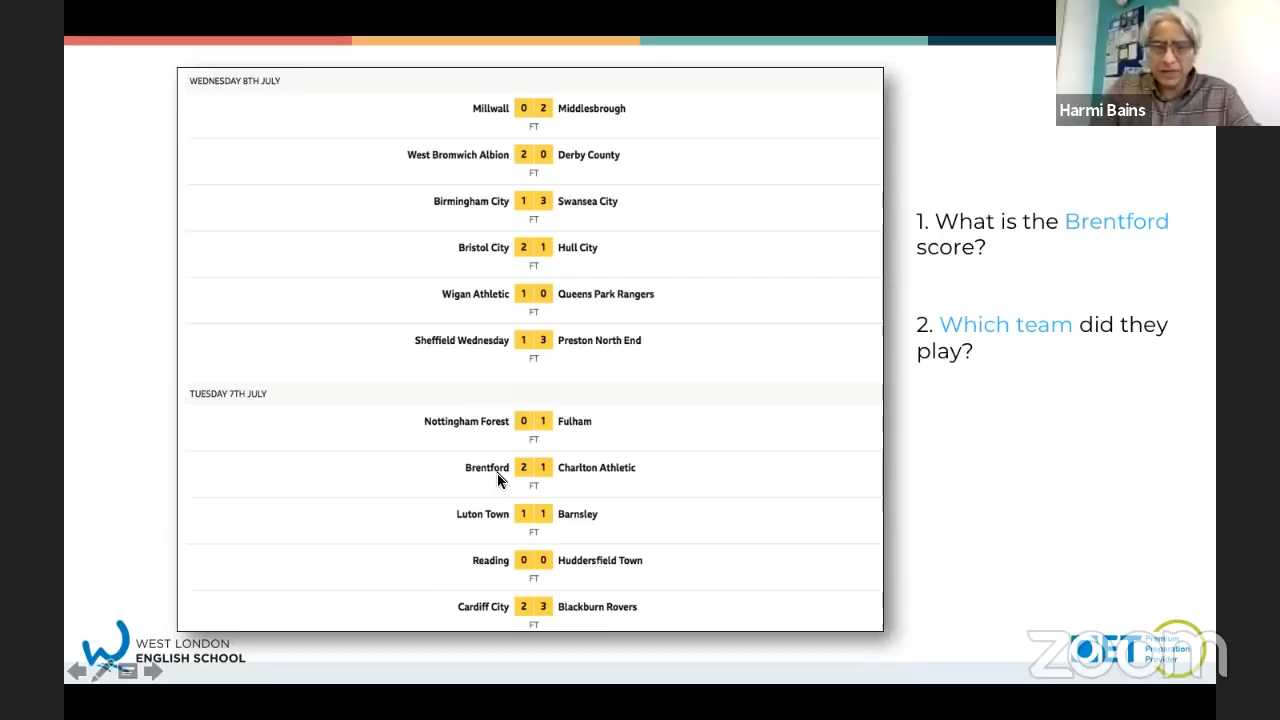 WEDNESDAY 8TH JULY
Millwall 0 2 Middlesbrough
FT
West Bromwich Albion 2 0 Derby County
FT
Birmingham City 1 3 Swansea City
FT
Bristol City 2 1 Hull City
FT
Wigan Athletic 1 0 Queens Park Rangers
FT
Sheffield Wednesday 1 3 Preston North End
FT
TUESDAY 7TH JULY
Nottingham Forest 0 1 Fulham
FT
Brentford 2 1 Charlton Athletic
FT
Luton Town 1 1 Barnsley
FT
Reading 0 0 Huddersfield Town
FT
Cardiff City 2 3 Blackburn Rovers
FT
Harmi Bains
1. What is the Brentford
score?
2. Which team did they
play?
WEST LONDON
ENGLISH SCHOOL
OET
Premium
Preparation
Provider
zoom